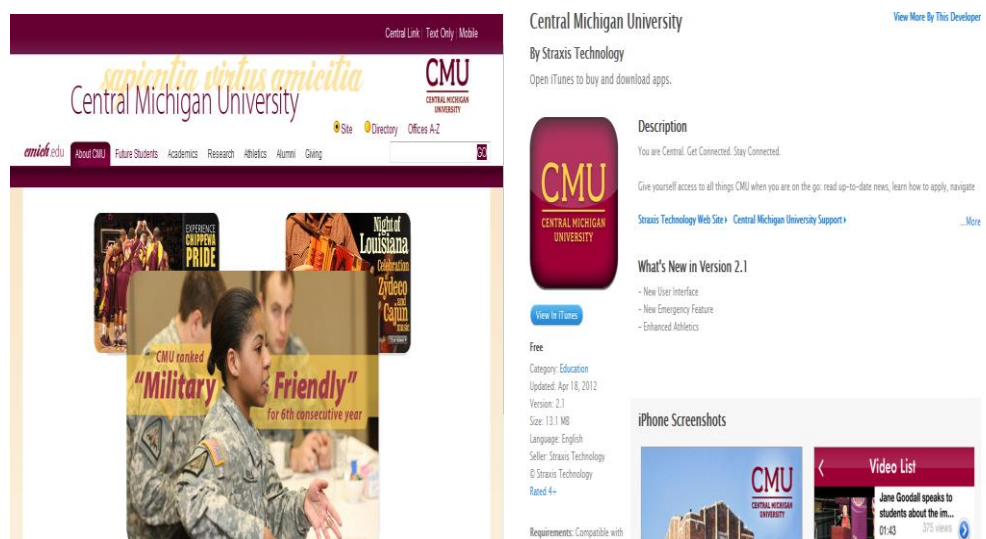 Central Link | Text Only | Mobile
sapientia virtus amicitia
Central Michigan University
CMU
CENTRAL MICHIGAN
UNIVERSITY
Site Directory Offices A-Z
cmich.edu About CMU Future Students Academics Research Athletics Alumni Giving GO
EXPERIENCE
CHIPPEWA
PRIDE
Night of
Louisiana
Celebration
of
Zydeco
and
Cajun
music
CMU ranked
"Military Friendly"
for 6th consecutive year
Central Michigan University
View More By This Developer
By Straxis Technology
Open iTunes to buy and download apps.
CMU
CENTRAL MICHIGAN
UNIVERSITY
View In iTunes
Free
Category: Education
Updated: Apr 18, 2012
Version: 2.1
Size: 13.1 MB
Language: English
Seller: Straxis Technology
© Straxis Technology
Rated 4+
Requirements: Compatible with
Description
You are Central. Get Connected. Stay Connected.
Give yourself access to all things CMU when you are on the go: read up-to-date news, learn how to apply, navigate
Straxis Technology Web Site Central Michigan University Support ...More
What's New in Version 2.1
- New User Interface
- New Emergency Feature
- Enhanced Athletics
iPhone Screenshots
CMU
CENTRAL MICHIGAN
UNIVERSITY
Video List
Jane Goodall speaks to
students about the im...
01:43 375 views